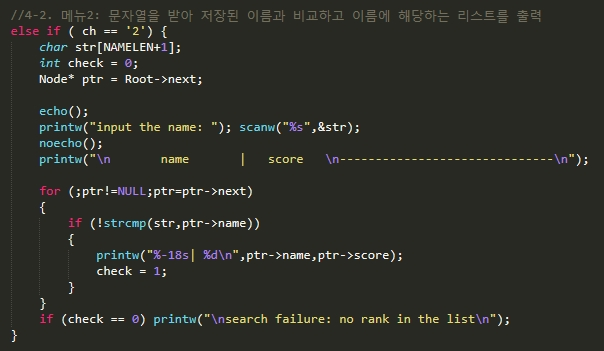 //4-2. 메뉴2: 문자열을 받아 저장된 이름과 비교하고 이름에 해당하는 리스트를 출력
else if ( ch == '2') {
    char str[NAMELEN+1];
    int check = 0;
    Node* ptr = Root->next;

    echo();
    printw("input the name: "); scanw("%s",&str);
    noecho();
    printw("\n       name       |   score   \n------------------------------\n");

    for (;ptr!=NULL;ptr=ptr->next)
    {
        if (!strcmp(str,ptr->name))
        {
            printw("%-18s| %d\n",ptr->name,ptr->score);
            check = 1;
        }
    }
    if (check == 0) printw("\nsearch failure: no rank in the list\n");
}